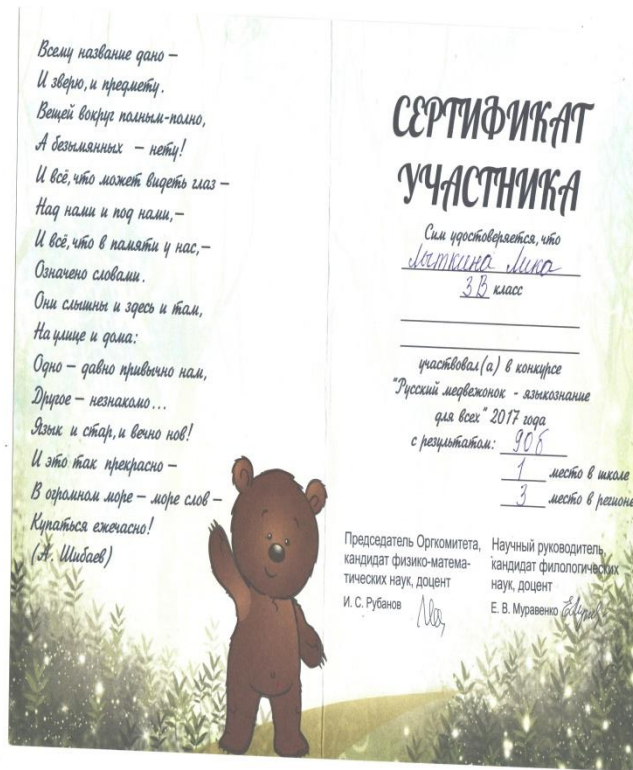 Всему название дано –
И зверю, и предмету.
Вещей вокруг полным-полно,
А безымянных – нету!
И всё, что может видеть глаз –
Над нами и под нами, –
И всё, что в памяти у нас, –
Означено словами.
Они слышны и здесь и там,
На улице и дома:
Одно – давно привычно нам,
Другое – незнакомо...
Язык и стар, и вечно нов!
И это так прекрасно –
В огромном море – море слов –
Купаться ежечасно!
(А. Шибаев)
СЕРТИФИКАТ
УЧАСТНИКА
Сим удостоверяется, что
Лыткина Лика
3В класс
участвовал(а) в конкурсе
"Русский медвежонок - языкознание
для всех" 2017 года
с результатом: 90б
1 место в школе
3 место в регионе
Председатель Оргкомитета,
кандидат физико-матема-
тических наук, доцент
И. С. Рубанов
Научный руководитель,
кандидат филологических
наук, доцент
Е. В. Муравенко